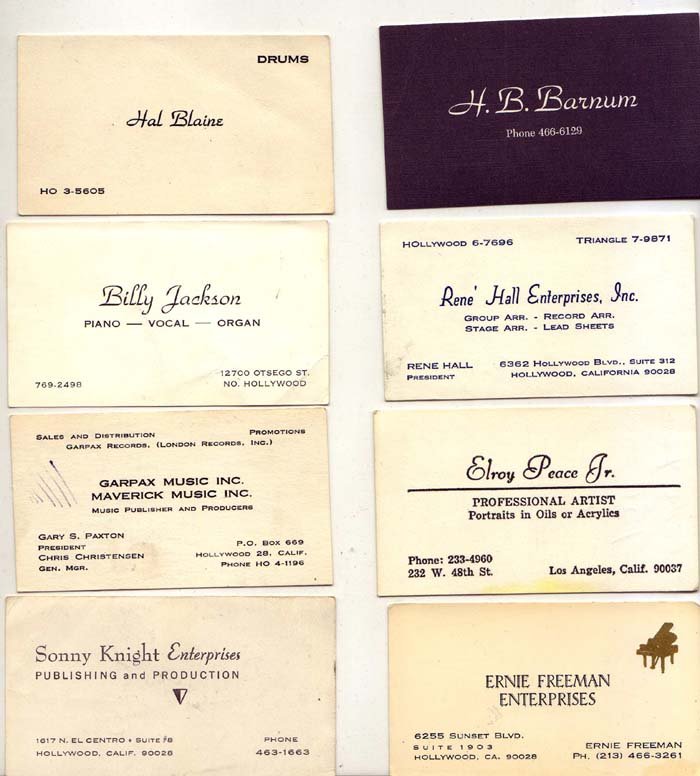 DRUMS
Hal Blaine
HO 3-5605
H. B. Barnum
Phone 466-6129
Billy Jackson
PIANO — VOCAL — ORGAN
769-2498
12700 OTSEGO ST.
NO. HOLLYWOOD
HOLLYWOOD 6-7696
TRIANGLE 7-9871
Rene' Hall Enterprises, Inc.
GROUP ARR. - RECORD ARR.
STAGE ARR. - LEAD SHEETS
RENE HALL
PRESIDENT
6362 HOLLYWOOD BLVD., SUITE 312
HOLLYWOOD, CALIFORNIA 90028
SALES AND DISTRIBUTION
PROMOTIONS
GARPAX RECORDS, (LONDON RECORDS, INC.)
GARPAX MUSIC INC.
MAVERICK MUSIC INC.
MUSIC PUBLISHER AND PRODUCERS
GARY S. PAXTON
PRESIDENT
CHRIS CHRISTENSEN
GEN. MGR.
P.O. BOX 669
HOLLYWOOD 28, CALIF.
PHONE HO 4-1196
Elroy Peace Jr.
PROFESSIONAL ARTIST
Portraits in Oils or Acrylics
Phone: 233-4960
232 W. 48th St.
Los Angeles, Calif. 90037
Sonny Knight Enterprises
PUBLISHING and PRODUCTION
1617 N. EL CENTRO • SUITE #8
HOLLYWOOD, CALIF. 90028
PHONE
463-1663
ERNIE FREEMAN
ENTERPRISES
6255 SUNSET BLVD.
SUITE 1903
HOLLYWOOD, CA. 90028
ERNIE FREEMAN
PH. (213) 466-3261